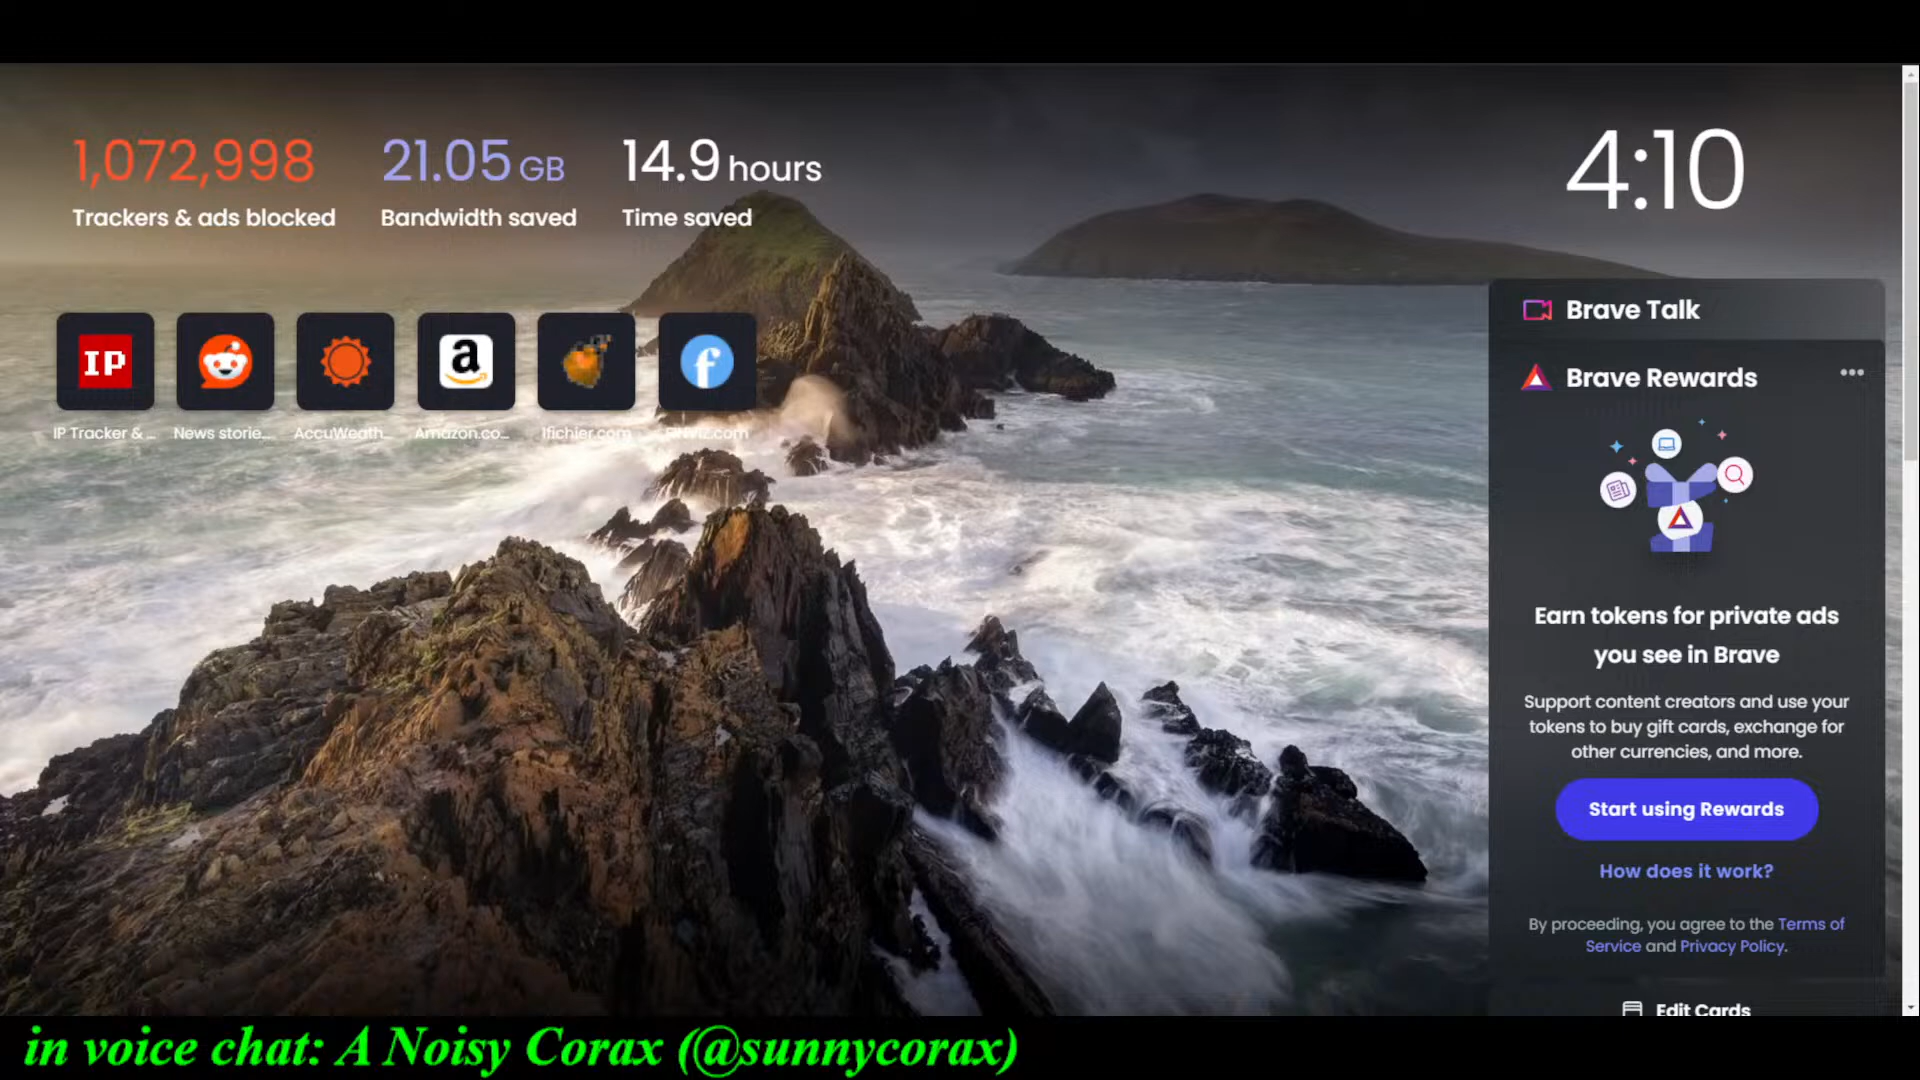 1,072,998
Trackers & ads blocked
21.05 GB
Bandwidth saved
14.9 hours
Time saved
4:10
IP
a
f
IP Tracker & ...
News storie...
AccuWeath...
Amazon.co...
1fichier.com
Brave Talk
Brave Rewards
Earn tokens for private ads
you see in Brave
Support content creators and use your
tokens to buy gift cards, exchange for
other currencies, and more.
Start using Rewards
How does it work?
By proceeding, you agree to the Terms of
Service and Privacy Policy.
Edit Cards
in voice chat: A Noisy Corax (@sunnycorax)